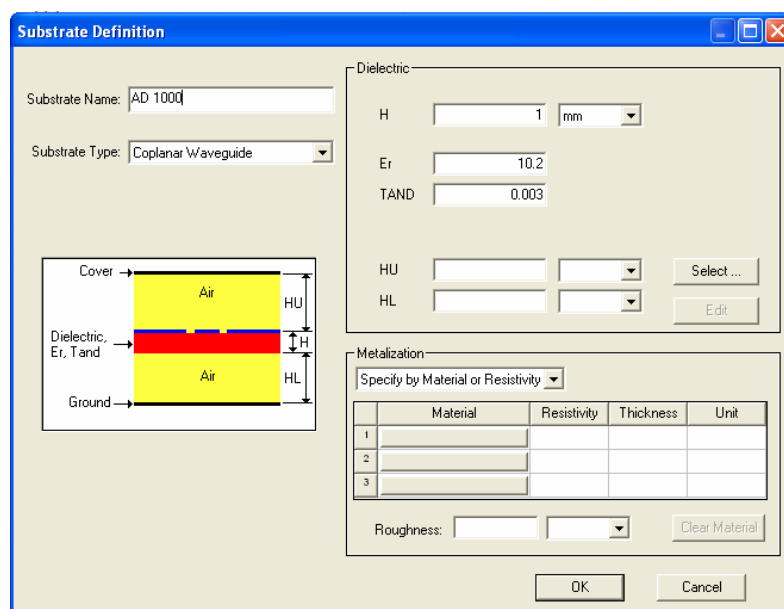 Substrate Definition
Substrate Name: AD 1000
Substrate Type: Coplanar Waveguide
Cover
Air
HU
Dielectric,
Er, Tand
H
Air
HL
Ground
Dielectric
H 1 mm
Er 10.2
TAND 0.003
HU Select ...
HL Edit
Metalization
Specify by Material or Resistivity
Material Resistivity Thickness Unit
1
2
3
Roughness: Clear Material
OK Cancel